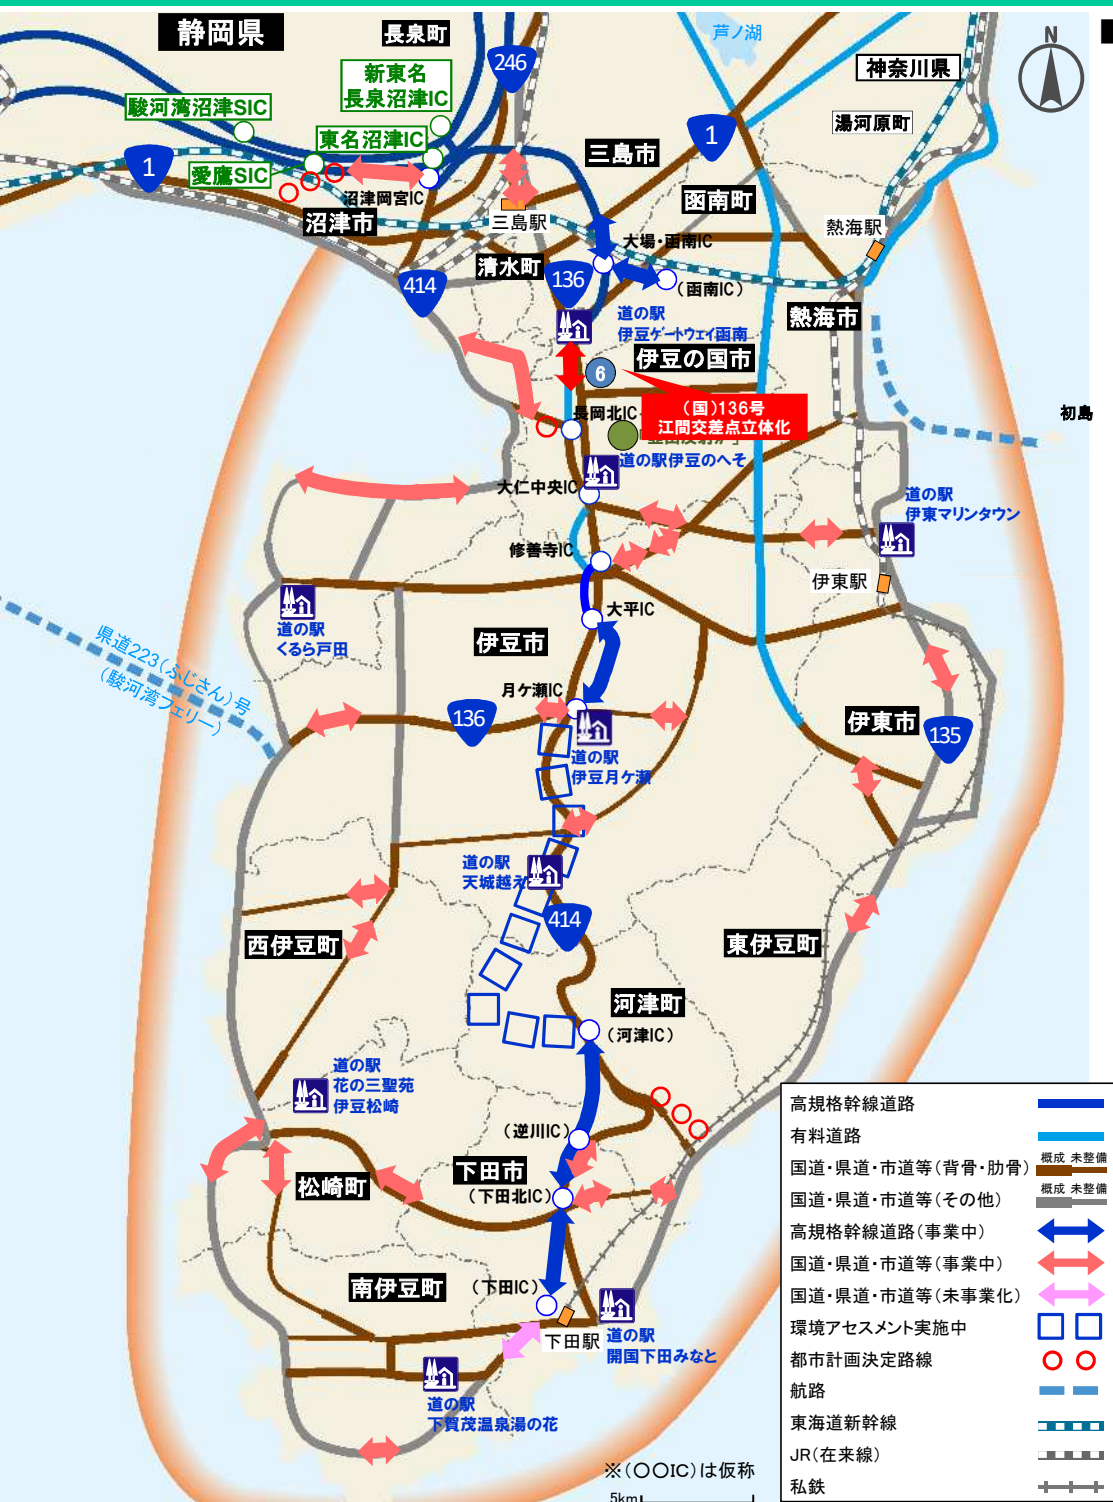 静岡県
長泉町
芦ノ湖
神奈川県
N
新東名
長泉沼津IC
246
駿河湾沼津SIC
湯河原町
東名沼津IC
三島市
1
1
愛鷹SIC
沼津岡宮IC
函南町
沼津市
三島駅
熱海駅
大場・函南IC
清水町
136
414
(函南IC)
熱海市
道の駅
伊豆ゲートウェイ函南
伊豆の国市
6
(国)136号
江間交差点立体化
長岡北IC
初島
道の駅伊豆のへそ
大仁中央IC
道の駅
伊東マリンタウン
修善寺IC
伊東駅
大平IC
道の駅
くるら戸田
伊豆市
県道223(ふじさん)号
(駿河湾フェリー)
月ケ瀬IC
136
伊東市
135
道の駅
伊豆月ケ瀬
道の駅
天城越え
414
西伊豆町
東伊豆町
河津町
(河津IC)
道の駅
花の三聖苑
伊豆松崎
(逆川IC)
下田市
松崎町
(下田北IC)
南伊豆町
(下田IC)
下田駅
道の駅
開国下田みなと
道の駅
下賀茂温泉湯の花
※(〇〇IC)は仮称
5km
高規格幹線道路
有料道路
国道・県道・市道等(背骨・肋骨)
概成 未整備
国道・県道・市道等(その他)
概成 未整備
高規格幹線道路(事業中)
国道・県道・市道等(事業中)
国道・県道・市道等(未事業化)
環境アセスメント実施中
都市計画決定路線
航路
東海道新幹線
JR(在来線)
私鉄